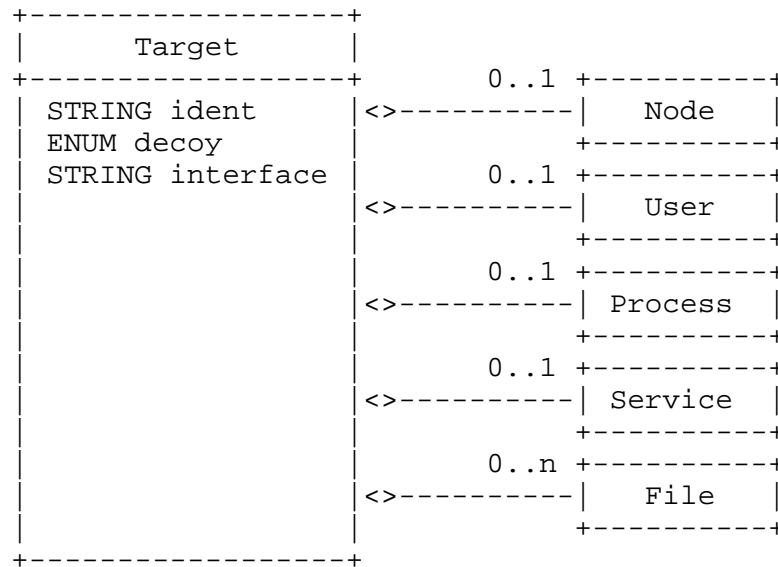 Target
0..1
STRING ident <>----------| Node
ENUM decoy
STRING interface 0..1
<>----------| User
0..1
<>----------| Process
0..1
<>----------| Service
0..n
<>----------| File